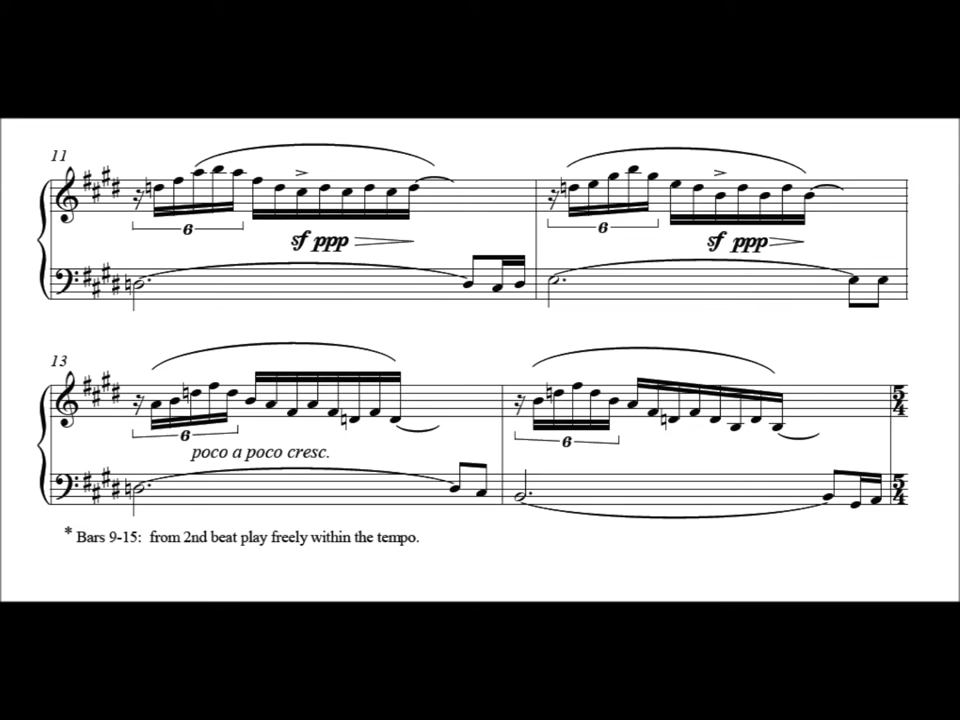 11
6
sf ppp
6
sf ppp
13
6
poco a poco cresc.
6
5
4
5
4
* Bars 9-15: from 2nd beat play freely within the tempo.